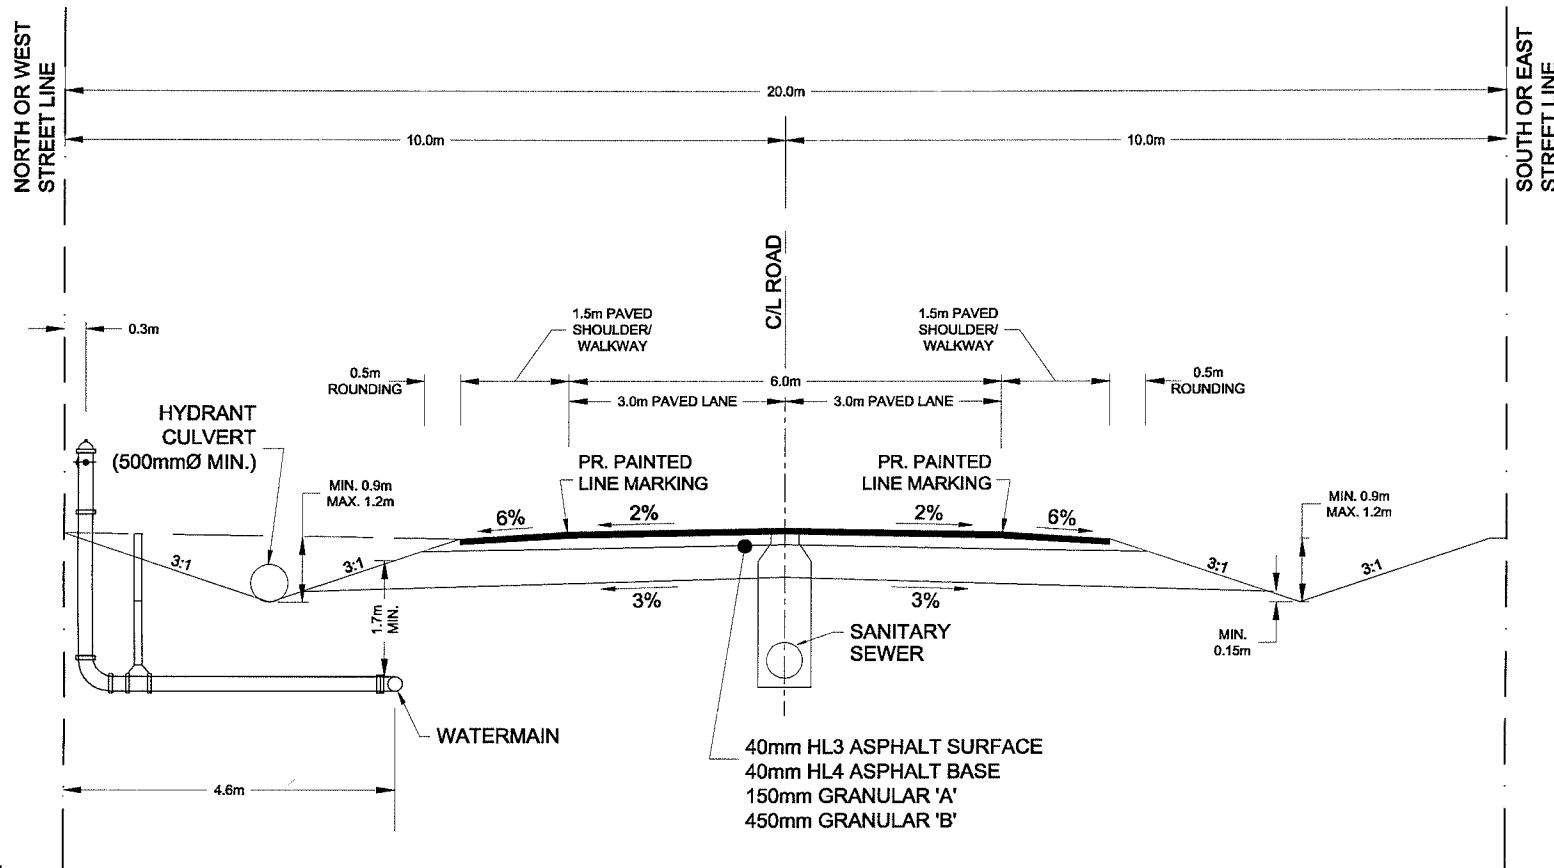 NORTH OR WEST
STREET LINE
SOUTH OR EAST
STREET LINE
20.0m
10.0m
10.0m
C/L ROAD
0.3m
1.5m PAVED
SHOULDER/
WALKWAY
1.5m PAVED
SHOULDER/
WALKWAY
0.5m
ROUNDING
6.0m
0.5m
ROUNDING
3.0m PAVED LANE
3.0m PAVED LANE
HYDRANT
CULVERT
(500mmØ MIN.)
PR. PAINTED
LINE MARKING
PR. PAINTED
LINE MARKING
MIN. 0.9m
MAX. 1.2m
MIN. 0.9m
MAX. 1.2m
6%
2%
2%
6%
3:1
3:1
3:1
3:1
3%
3%
1.7m
MIN.
SANITARY
SEWER
MIN.
0.15m
WATERMAIN
4.6m
40mm HL3 ASPHALT SURFACE
40mm HL4 ASPHALT BASE
150mm GRANULAR 'A'
450mm GRANULAR 'B'